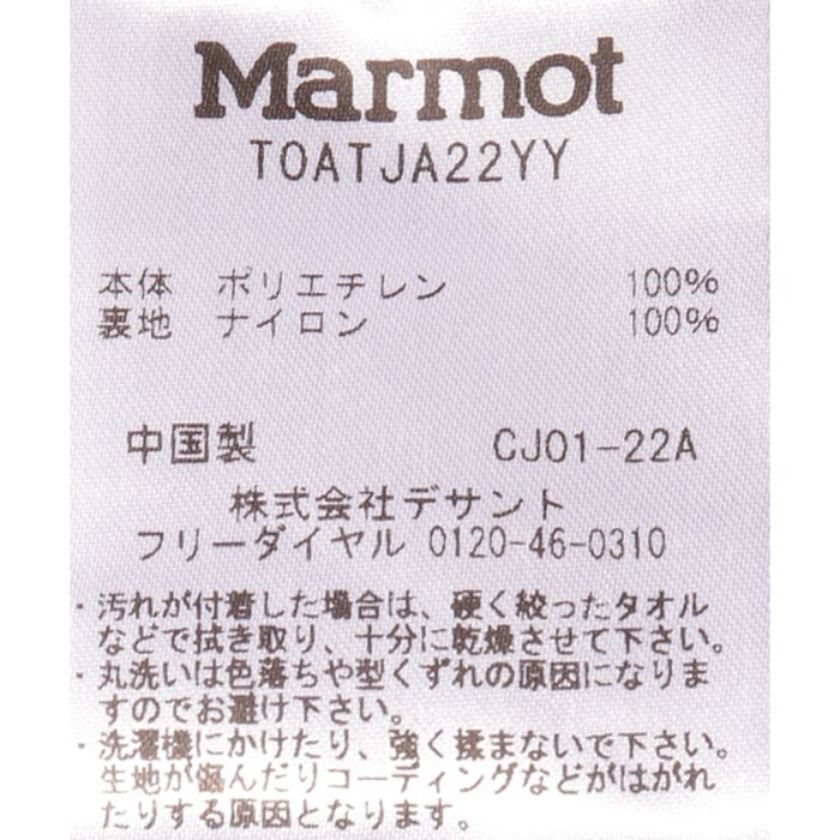 Marmot
TOATJA22YY
本体 ポリエチレン 100%
裏地 ナイロン 100%
中国製 CJ01-22A
株式会社デサント
フリーダイヤル 0120-46-0310
・汚れが付着した場合は、硬く絞ったタオル
などで拭き取り、十分に乾燥させて下さい。
・丸洗いは色落ちや型くずれの原因になりま
すのでお避け下さい。
・洗濯機にかけたり、強く揉まないで下さい。
生地が傷んだりコーディングなどがはがれ
たりする原因となります。